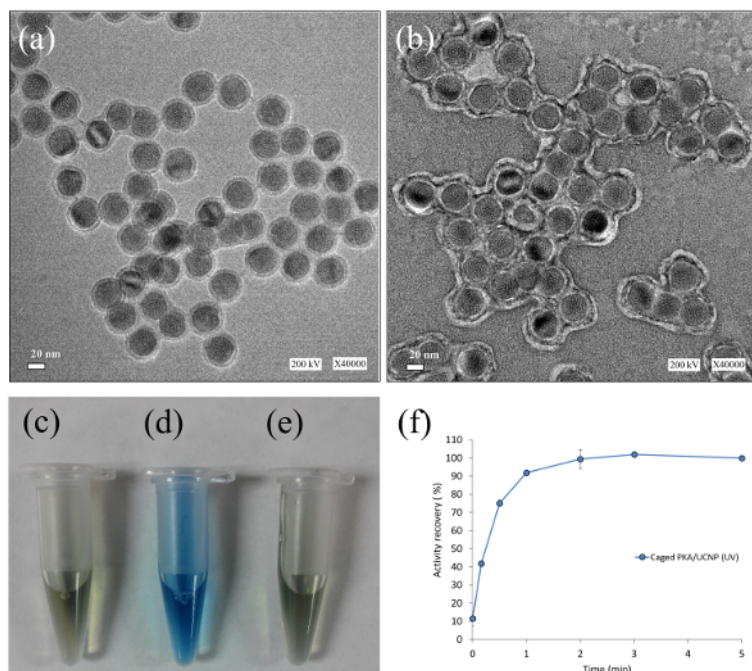 (a)
20 nm
200 kV
X40000
(b)
20 nm
200 kV
X40000
(c)
(d)
(e)
(f)
Activity recovery ( %)
110
100
90
80
70
60
50
40
30
20
10
0
0
1
2
3
4
5
Time (min)
Caged PKA/UCNP (UV)